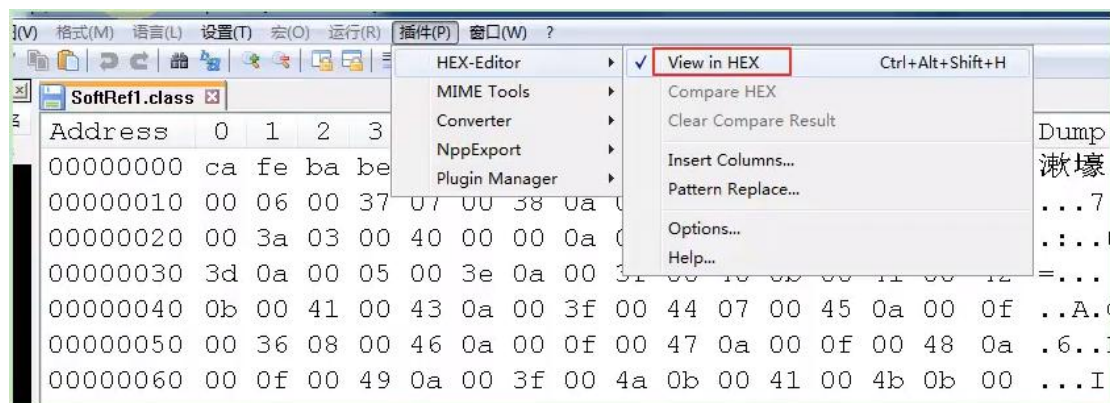 格式(M) 语言(L) 设置(T) 宏(O) 运行(R) 插件(P) 窗口(W) ?
HEX-Editor
View in HEX Ctrl+Alt+Shift+H
SoftRef1.class
MIME Tools
Compare HEX
Converter
Clear Compare Result
Address 0 1 2 3 Dump
NppExport
Insert Columns...
00000000 ca fe ba be
Plugin Manager
Pattern Replace...
00000010 00 06 00 37 07 00 38 0a ...7
Options...
00000020 00 3a 03 00 40 00 00 0a .:..
Help...
00000030 3d 0a 00 05 00 3e 0a 00 =...
00000040 0b 00 41 00 43 0a 00 3f 00 44 07 00 45 0a 00 0f ..A.
00000050 00 36 08 00 46 0a 00 0f 00 47 0a 00 0f 00 48 0a .6..
00000060 00 0f 00 49 0a 00 3f 00 4a 0b 00 41 00 4b 0b 00 ...I